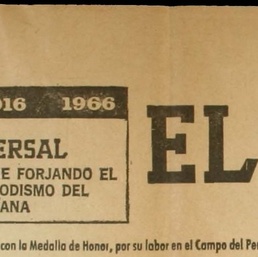 916 1966
ERSAL
E FORJANDO EL
ODISMO DEL
ANA
EL
con la Medalla de Honor, por su labor en el Campo del Pe